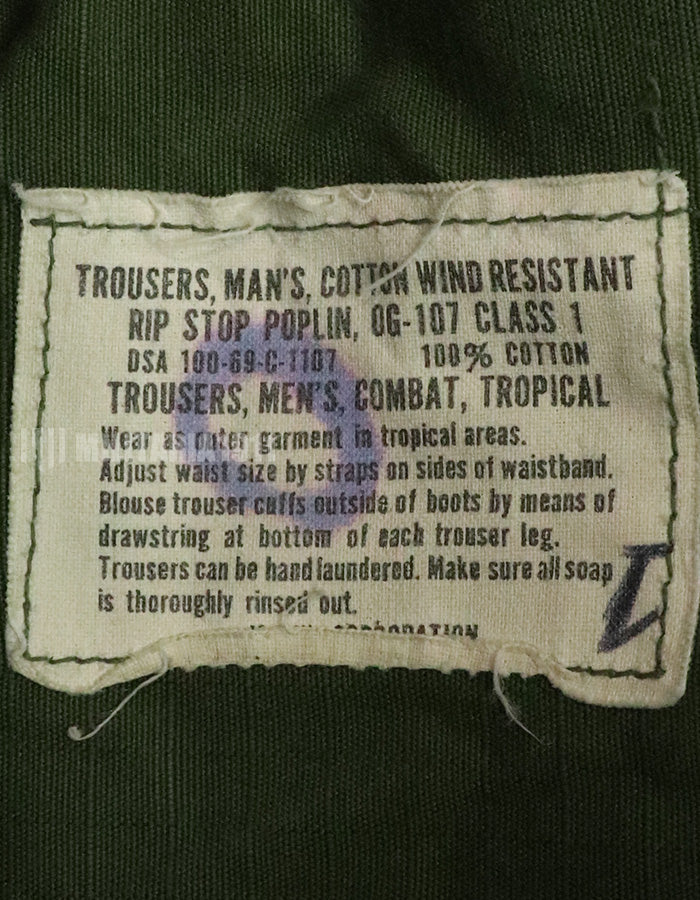 TROUSERS, MAN'S, COTTON WIND RESISTANT
RIP STOP POPLIN, OG-107 CLASS 1
DSA 100-69-C-1107 100% COTTON
TROUSERS, MEN'S, COMBAT, TROPICAL
Wear as outer garment in tropical areas.
Adjust waist size by straps on sides of waistband.
Blouse trouser cuffs outside of boots by means of
drawstring at bottom of each trouser leg.
Trousers can be hand laundered. Make sure all soap
is thoroughly rinsed out.
CORPORATION
1